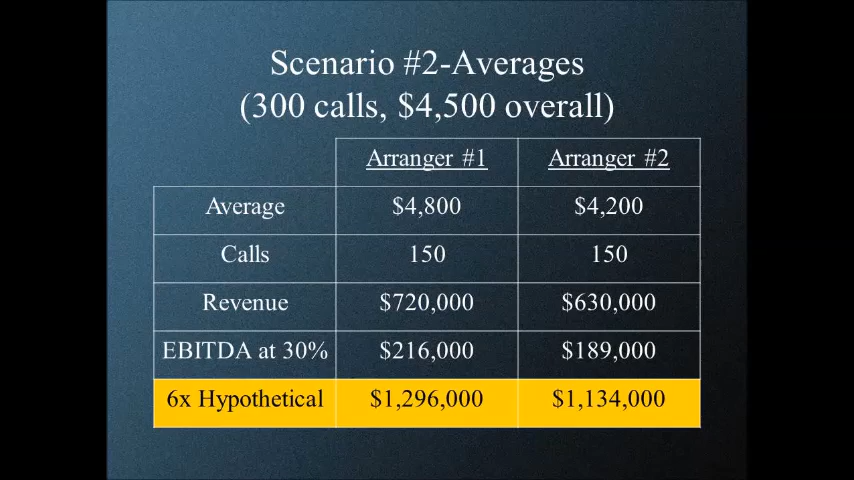 Scenario #2-Averages
(300 calls, $4,500 overall)
Arranger #1 Arranger #2
Average $4,800 $4,200
Calls 150 150
Revenue $720,000 $630,000
EBITDA at 30% $216,000 $189,000
6x Hypothetical $1,296,000 $1,134,000